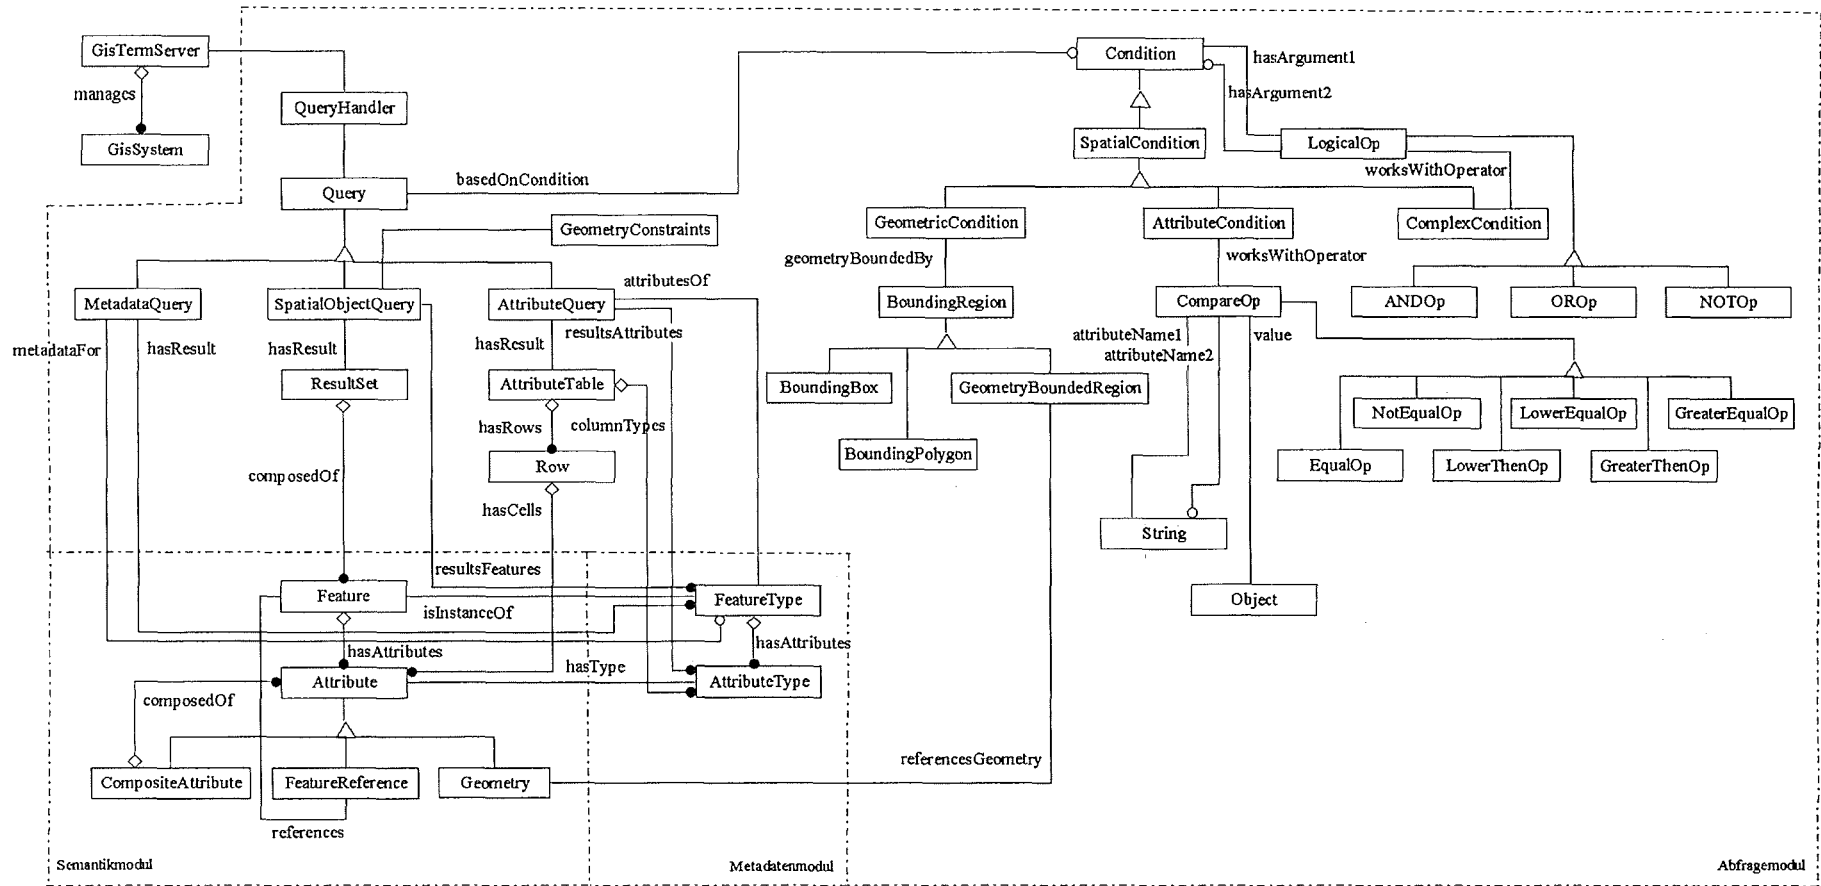 GisTermServer
Condition
hasArgument1
manages
hasArgument2
QueryHandler
GisSystem
SpatialCondition
LogicalOp
worksWithOperator
basedOnCondition
Query
GeometryConstraints
GeometricCondition
AttributeCondition
ComplexCondition
geometryBoundedBy
worksWithOperator
attributesOf
MetadataQuery
SpatialObjectQuery
AttributeQuery
BoundingRegion
CompareOp
ANDOp
OROp
NOTOp
metadataFor
hasResult
hasResult
hasResult
resultsAttributes
attributeName1
attributeName2
value
ResultSet
AttributeTable
BoundingBox
GeometryBoundedRegion
NotEqualOp
LowerEqualOp
GreaterEqualOp
hasRows
columnTypes
BoundingPolygon
composedOf
Row
EqualOp
LowerThenOp
GreaterThenOp
hasCells
String
resultsFeatures
Feature
isInstanceOf
FeatureType
Object
hasAttributes
hasType
hasAttributes
Attribute
AttributeType
composedOf
referencesGeometry
CompositeAttribute
FeatureReference
Geometry
references
Semantikmodul
Metadatenmodul
Abfragemodul